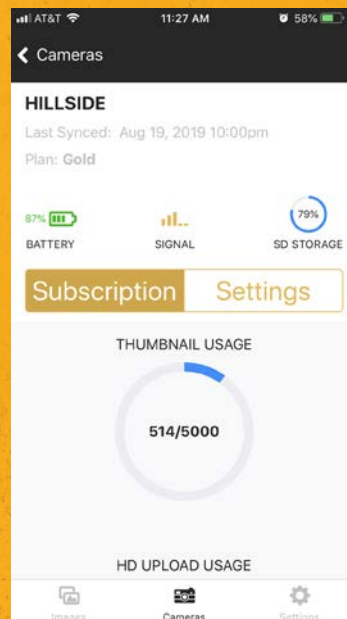 AT&T 11:27 AM 58%
Cameras
HILLSIDE
Last Synced: Aug 19, 2019 10:00pm
Plan: Gold
87% 79%
BATTERY SIGNAL SD STORAGE
Subscription Settings
THUMBNAIL USAGE
514/5000
HD UPLOAD USAGE
Images Cameras Settings